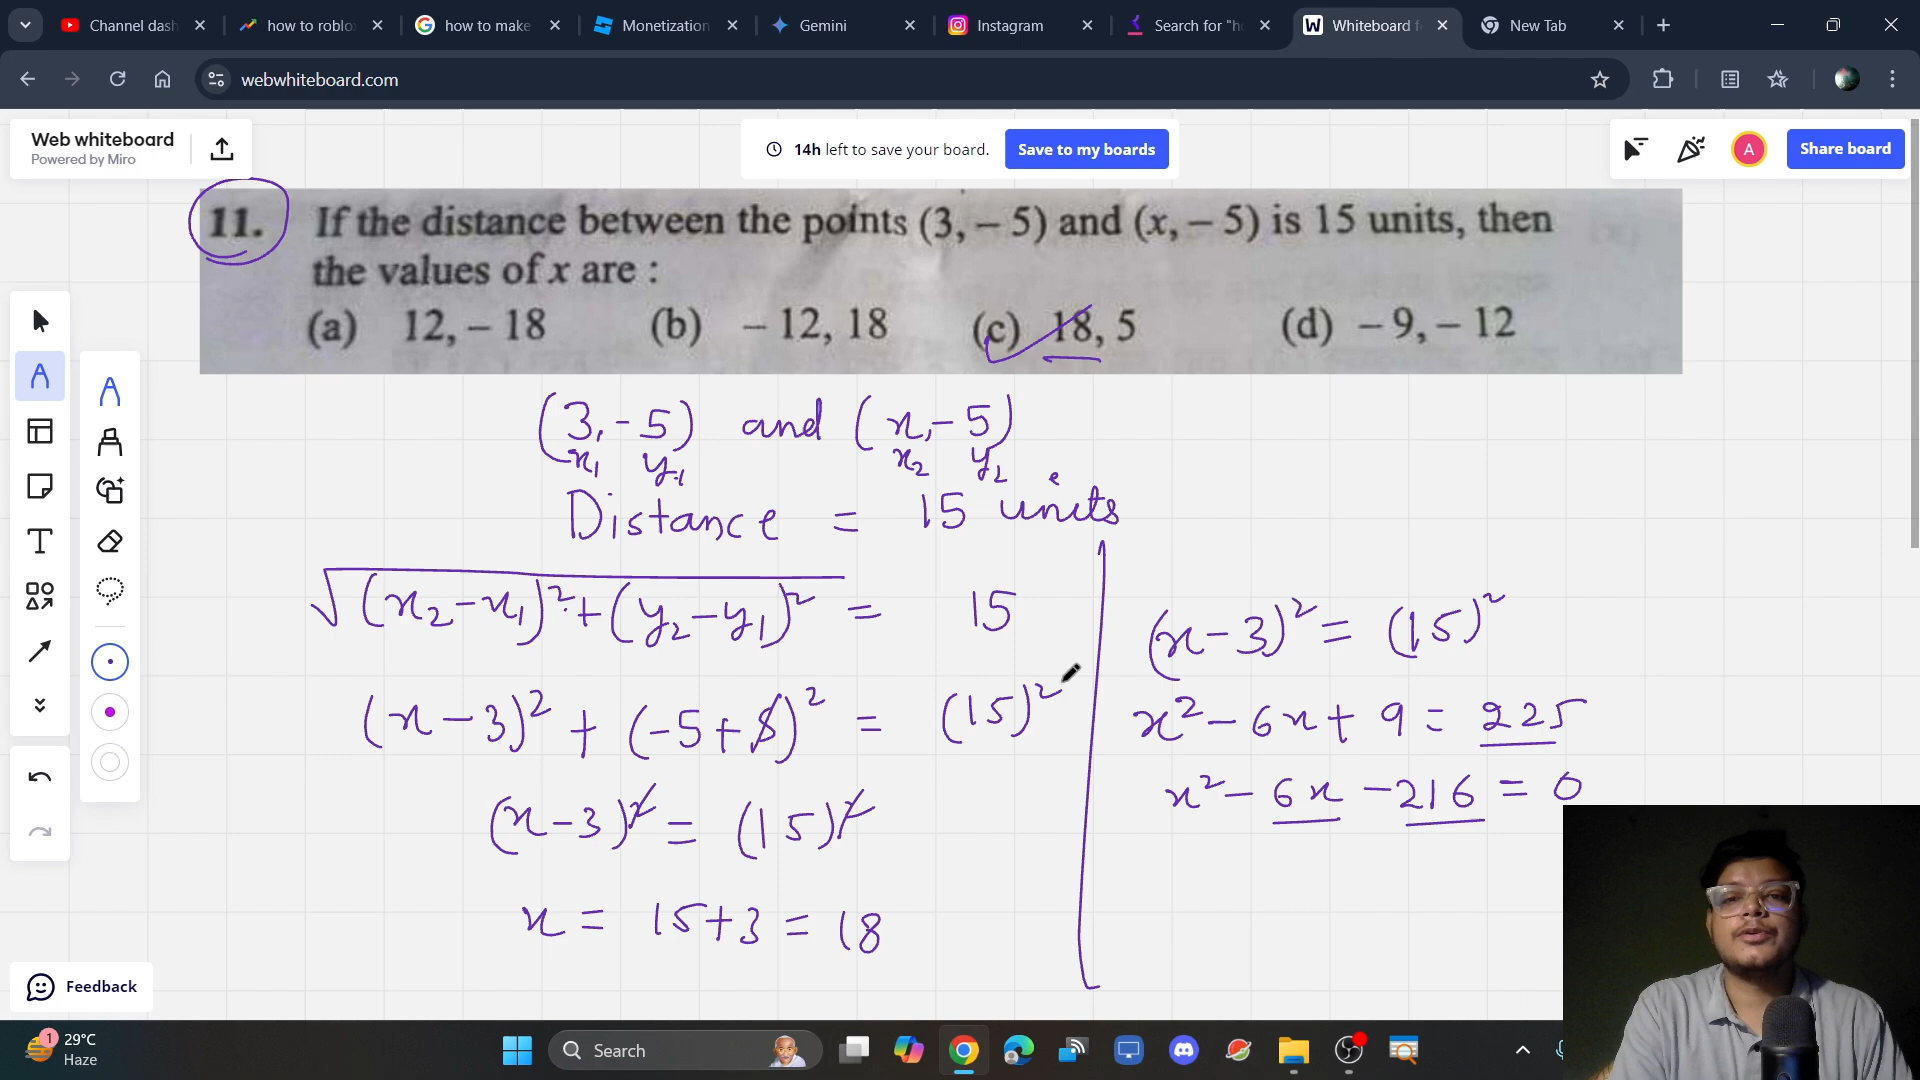 Channel dash
how to roblo
how to make
Monetization
Gemini
Instagram
Search for "h
Whiteboard f
New Tab
webwhiteboard.com
Web whiteboard
Powered by Miro
14h left to save your board.
Save to my boards
A
Share board
11. If the distance between the points (3, – 5) and (x, – 5) is 15 units, then
the values of x are :
(a) 12, – 18 (b) – 12, 18 (c) 18, 5 (d) – 9, – 12
(3, -5) and (x, -5)
x₁ y₁ x₂ y₂
Distance = 15 units
√(x₂-x₁)²+(y₂-y₁)² = 15
(x-3)² + (-5+5)² = (15)²
(x-3)² = (15)²
x = 15+3 = 18
(x-3)² = (15)²
x²-6x+9 = 225
x²-6x-216 = 0
Feedback
1
29°C
Haze
Search